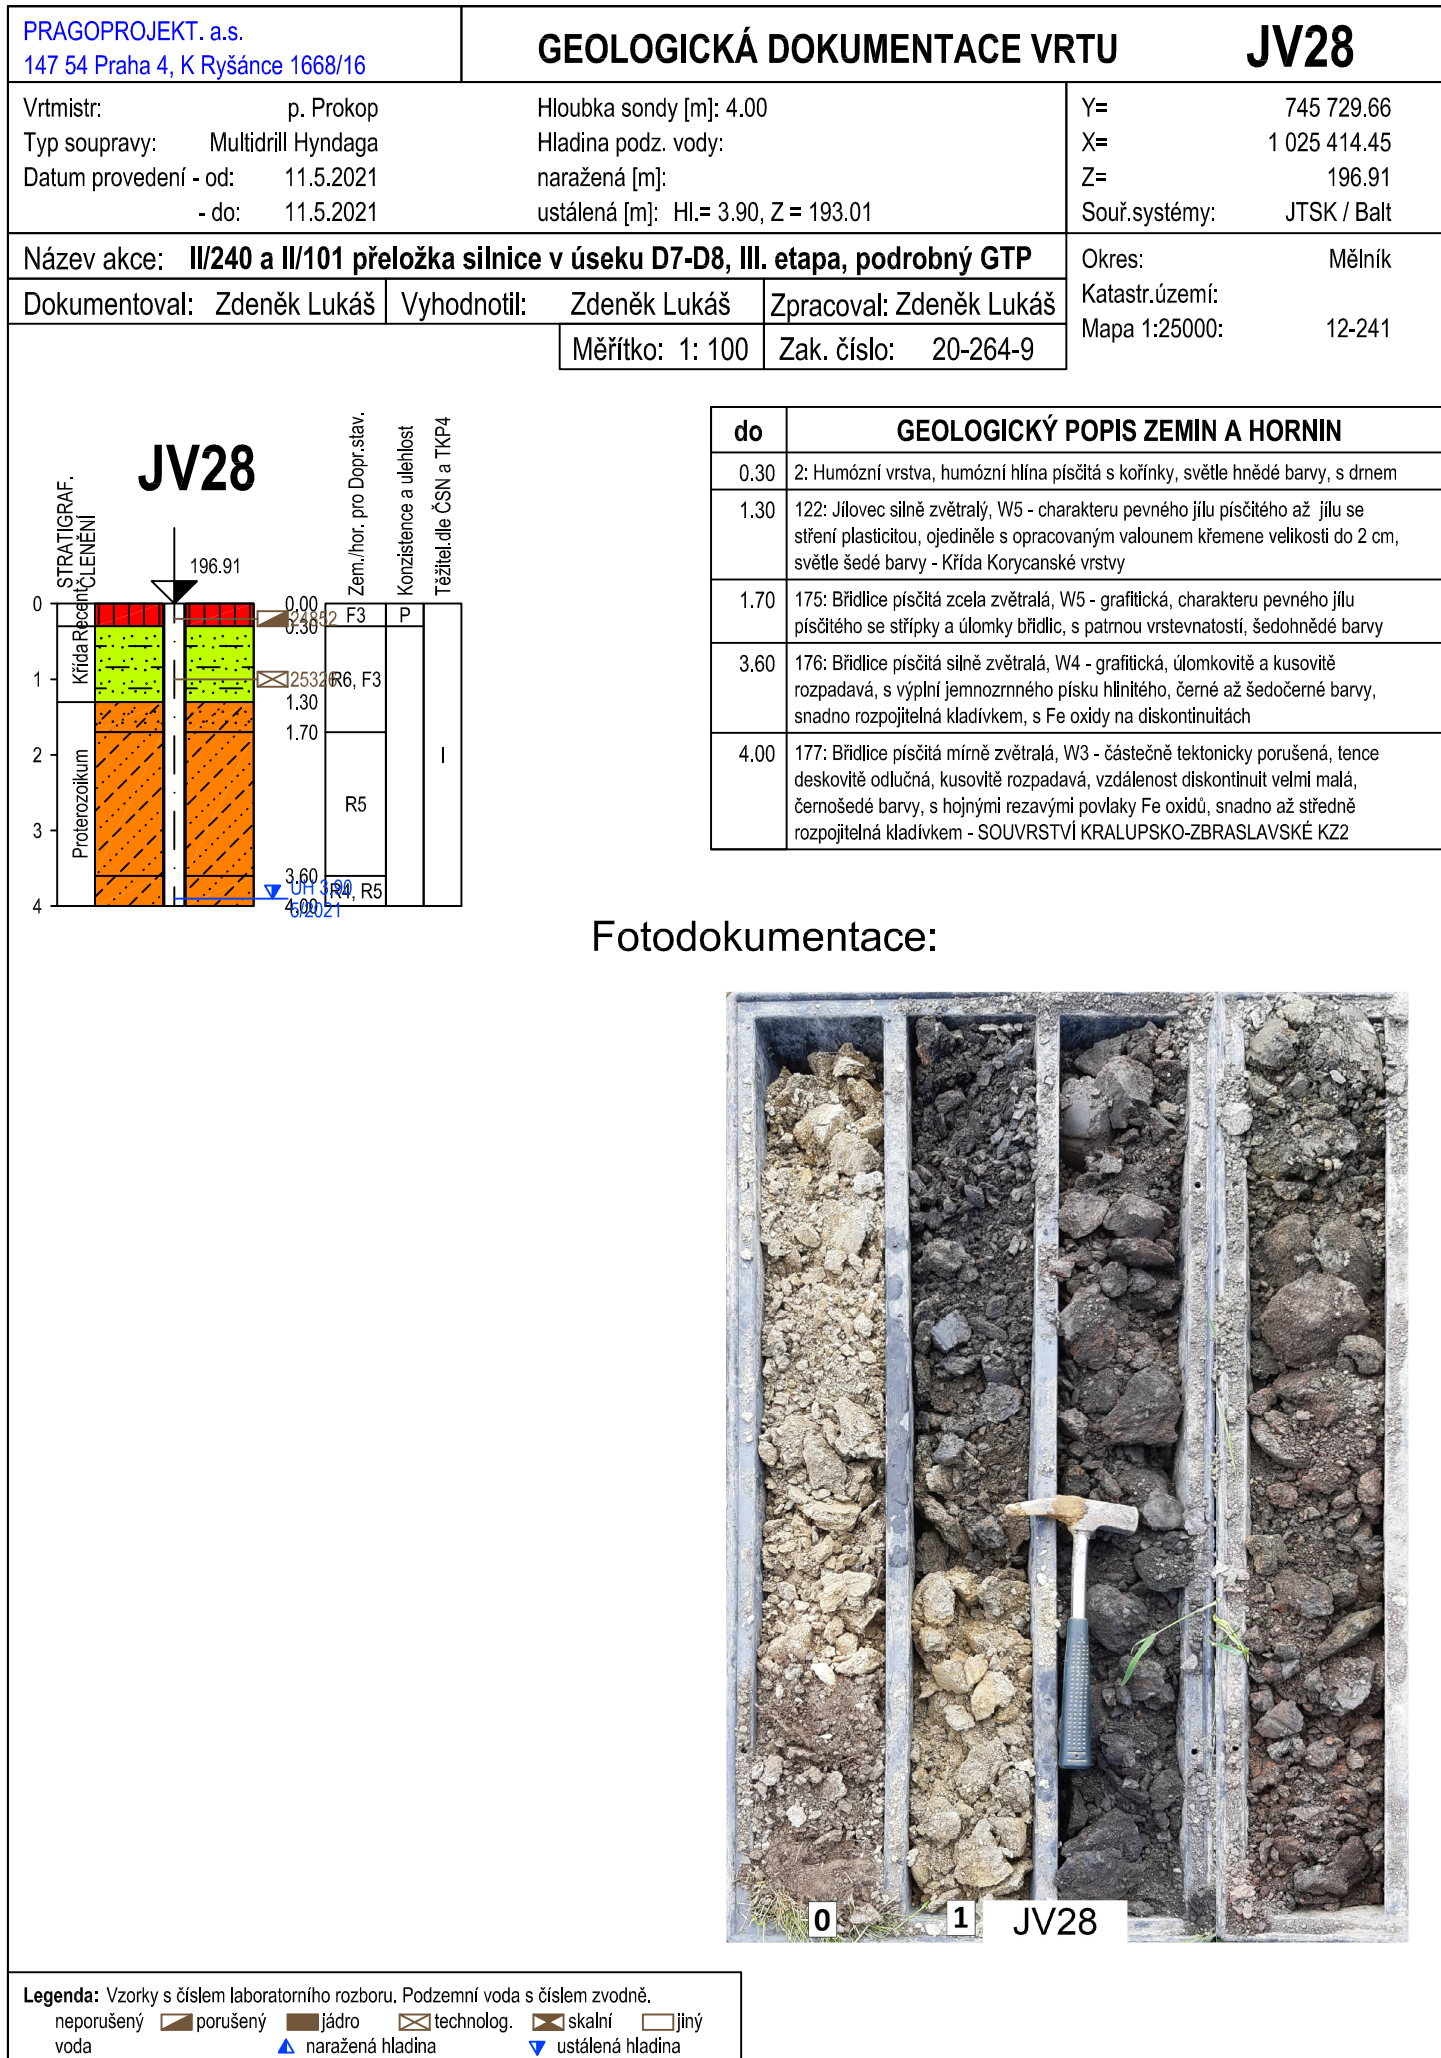 PRAGOPROJEKT. a.s.
147 54 Praha 4, K Ryšánce 1668/16
GEOLOGICKÁ DOKUMENTACE VRTU JV28
Vrtmistr: p. Prokop
Typ soupravy: Multidrill Hyndaga
Datum provedení - od: 11.5.2021
- do: 11.5.2021
Hloubka sondy [m]: 4.00
Hladina podz. vody:
naražená [m]:
ustálená [m]: Hl.= 3.90, Z = 193.01
Y= 745 729.66
X= 1 025 414.45
Z= 196.91
Souř.systémy: JTSK / Balt
Název akce: II/240 a II/101 přeložka silnice v úseku D7-D8, III. etapa, podrobný GTP
Okres: Mělník
Katastr.území:
Mapa 1:25000: 12-241
Dokumentoval: Zdeněk Lukáš Vyhodnotil: Zdeněk Lukáš Zpracoval: Zdeněk Lukáš
Měřítko: 1: 100 Zak. číslo: 20-264-9
JV28
STRATIGRAF.
ČLENĚNÍ
Zem./hor. pro Dopr.stav.
Konzistence a ulehlost
Těžitel.dle ČSN a TKP4
196.91
0
1
2
3
4
Recent
Křída
Proterozoikum
0.00
24852
0.30
25326
1.30
1.70
3.60
UH 3.90
4.00
5/2021
F3
P
R6, F3
R5
R4, R5
I
do GEOLOGICKÝ POPIS ZEMIN A HORNIN
0.30 2: Humózní vrstva, humózní hlína písčitá s kořínky, světle hnědé barvy, s drnem
1.30 122: Jílovec silně zvětralý, W5 - charakteru pevného jílu písčitého až jílu se
stření plasticitou, ojediněle s opracovaným valounem křemene velikosti do 2 cm,
světle šedé barvy - Křída Korycanské vrstvy
1.70 175: Břidlice písčitá zcela zvětralá, W5 - grafitická, charakteru pevného jílu
písčitého se střípky a úlomky břidlic, s patrnou vrstevnatostí, šedohnědé barvy
3.60 176: Břidlice písčitá silně zvětralá, W4 - grafitická, úlomkovitě a kusovitě
rozpadavá, s výplní jemnozrnného písku hlinitého, černé až šedočerné barvy,
snadno rozpojitelná kladívkem, s Fe oxidy na diskontinuitách
4.00 177: Břidlice písčitá mírně zvětralá, W3 - částečně tektonicky porušená, tence
deskovitě odlučná, kusovitě rozpadavá, vzdálenost diskontinuit velmi malá,
černošedé barvy, s hojnými rezavými povlaky Fe oxidů, snadno až středně
rozpojitelná kladívkem - SOUVRSTVÍ KRALUPSKO-ZBRASLAVSKÉ KZ2
Fotodokumentace:
0
1
JV28
Legenda: Vzorky s číslem laboratorního rozboru. Podzemní voda s číslem zvodně.
neporušený porušený jádro technolog. skalní jiný
voda naražená hladina ustálená hladina